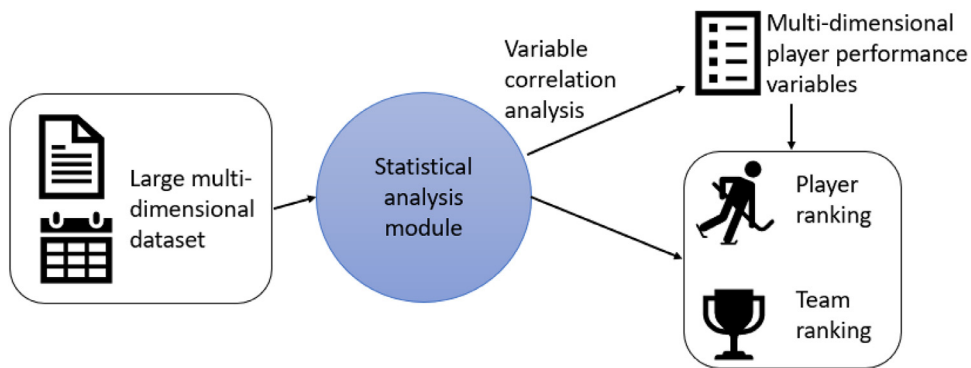 Large multi-
dimensional
dataset
Statistical
analysis
module
Variable
correlation
analysis
Multi-dimensional
player performance
variables
Player
ranking
Team
ranking